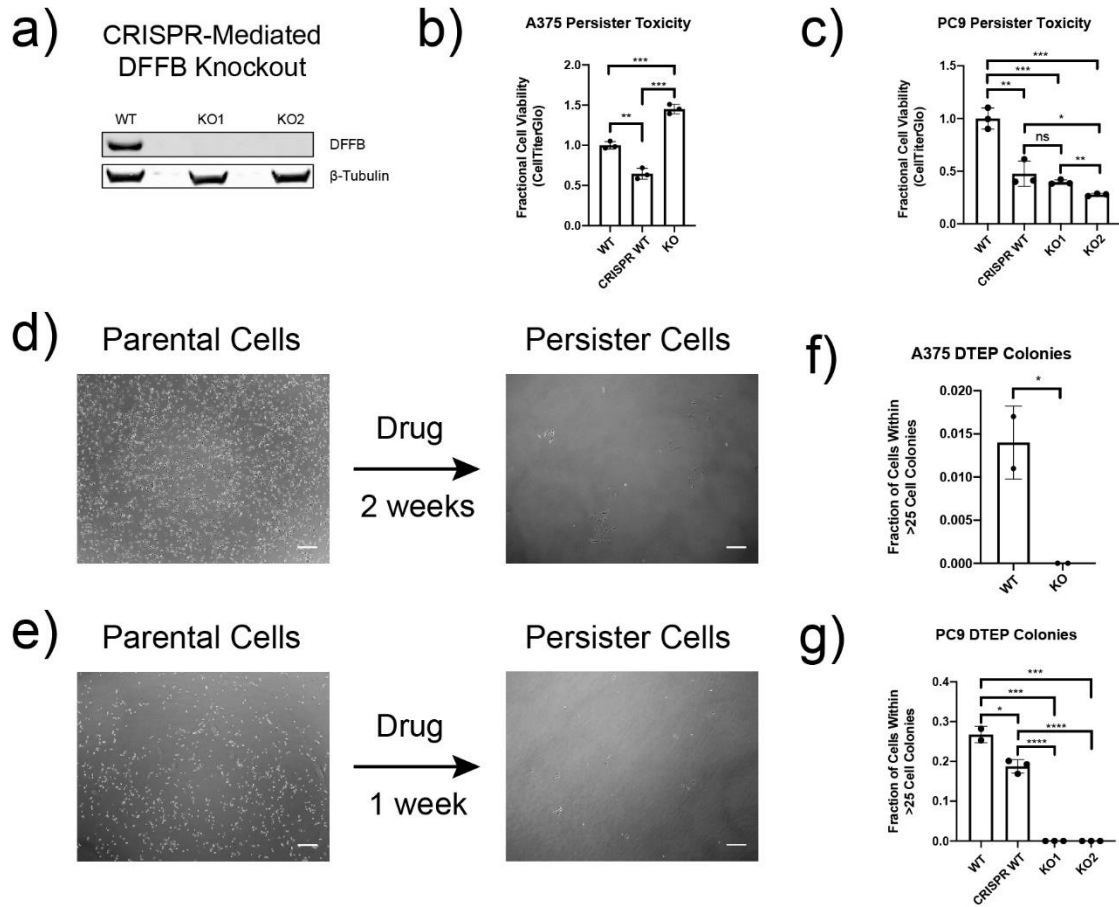 a)
CRISPR-Mediated
DFFB Knockout
WT KO1 KO2
DFFB
β-Tubulin
b)
A375 Persister Toxicity
Fractional Cell Viability
(CellTiterGlo)
2.0
1.5
1.0
0.5
0.0
***
** ***
WT CRISPR WT KO
c)
PC9 Persister Toxicity
Fractional Cell Viability
(CellTiterGlo)
1.5
1.0
0.5
0.0
***
***
**
*
ns
**
WT CRISPR WT KO1 KO2
d)
Parental Cells
Drug
2 weeks
Persister Cells
e)
Parental Cells
Drug
1 week
Persister Cells
f)
A375 DTEP Colonies
Fraction of Cells Within
>25 Cell Colonies
0.020
0.015
0.010
0.005
0.000
*
WT KO
g)
PC9 DTEP Colonies
Fraction of Cells Within
>25 Cell Colonies
0.4
0.3
0.2
0.1
0.0
***
***
*
****
****
WT CRISPR WT KO1 KO2